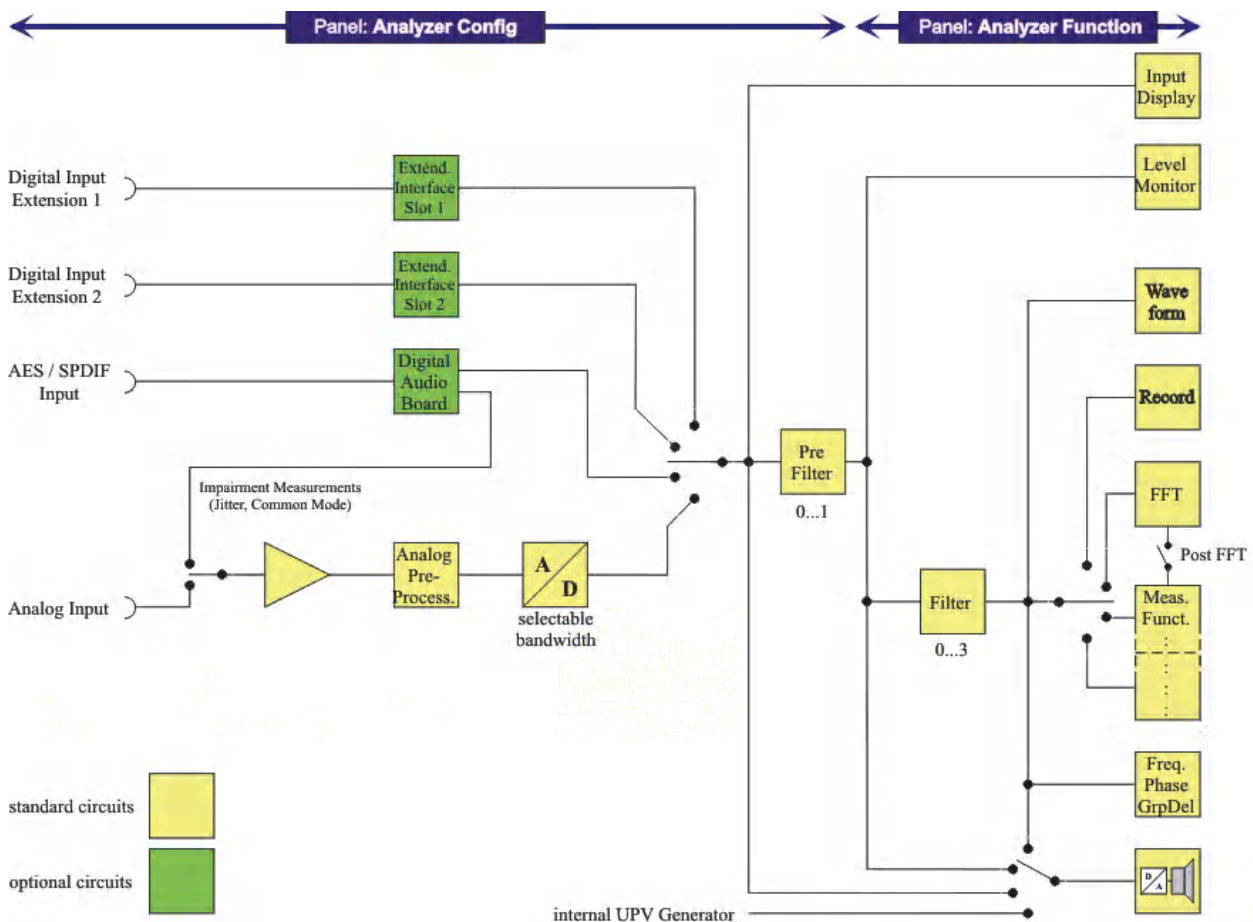 Panel: Analyzer Config
Panel: Analyzer Function
Input
Display
Level
Monitor
Digital Input
Extension 1
Extend.
Interface
Slot 1
Digital Input
Extension 2
Extend.
Interface
Slot 2
Wave
form
AES / SPDIF
Input
Digital
Audio
Board
Record
Pre
Filter
0...1
FFT
Post FFT
Impairment Measurements
(Jitter, Common Mode)
Analog
Pre-
Process.
A
D
selectable
bandwidth
Analog Input
Filter
0...3
Meas.
Funct.
Freq.
Phase
GrpDel
standard circuits
optional circuits
D
A
internal UPV Generator